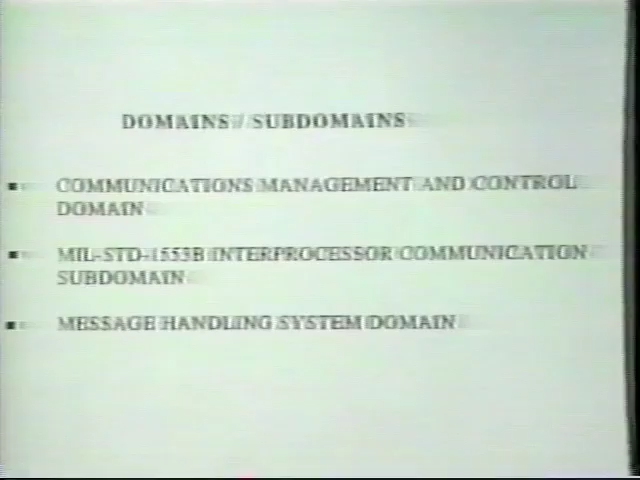 DOMAINS / SUBDOMAINS
COMMUNICATIONS MANAGEMENT AND CONTROL
DOMAIN
MIL-STD-1553B INTERPROCESSOR COMMUNICATION
SUBDOMAIN
MESSAGE HANDLING SYSTEM DOMAIN